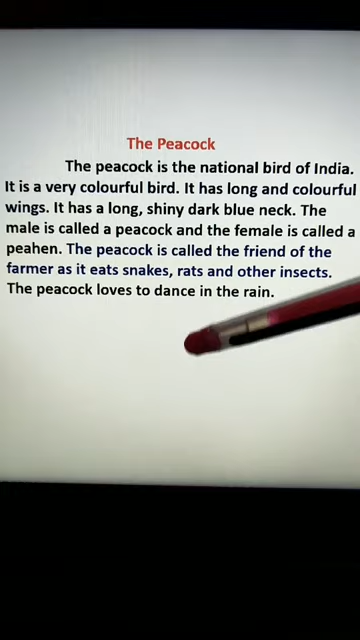 The Peacock
The peacock is the national bird of India.
It is a very colourful bird. It has long and colourful
wings. It has a long, shiny dark blue neck. The
male is called a peacock and the female is called a
peahen. The peacock is called the friend of the
farmer as it eats snakes, rats and other insects.
The peacock loves to dance in the rain.